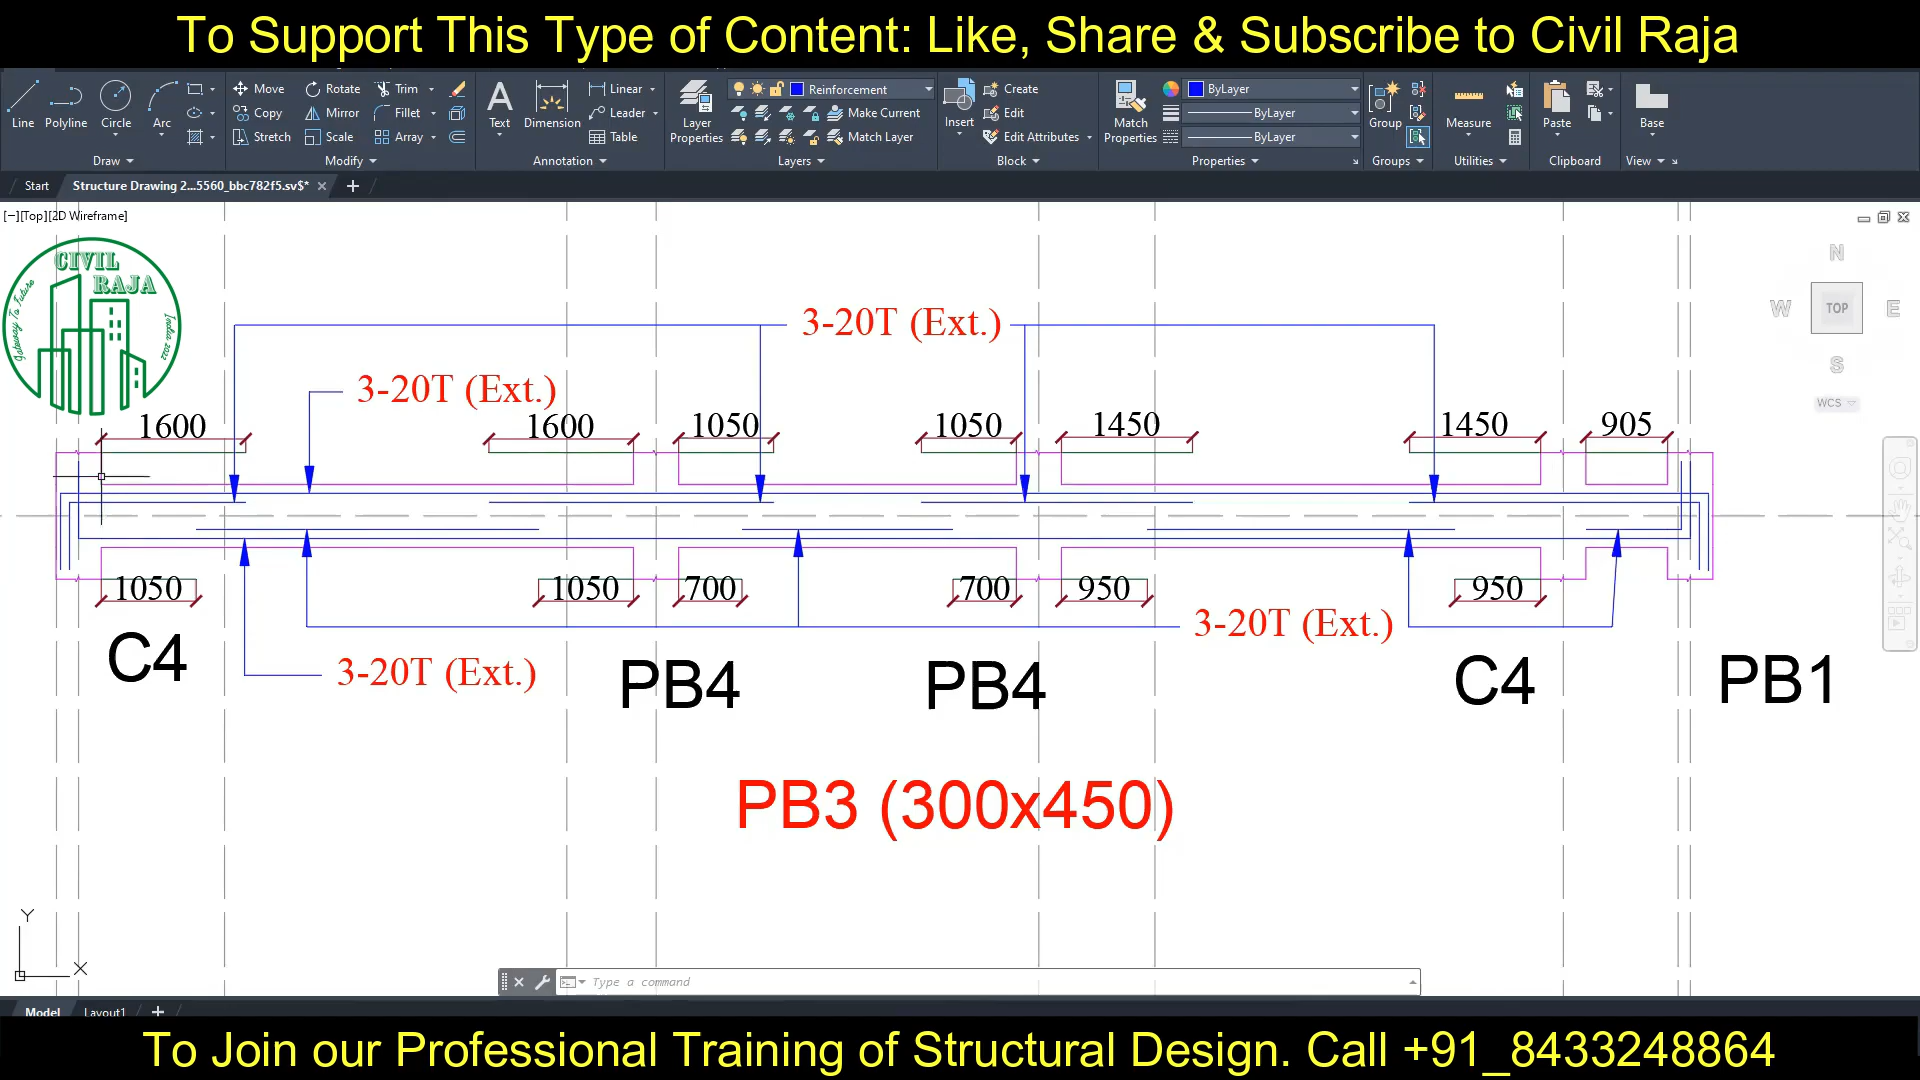 To Support This Type of Content: Like, Share & Subscribe to Civil Raja
Line Polyline Circle Arc
Draw
Move Rotate Trim
Copy Mirror Fillet
Stretch Scale Array
Modify
Text Dimension
Linear
Leader
Table
Annotation
Layer Properties
Reinforcement
Make Current
Match Layer
Layers
Insert
Create
Edit
Edit Attributes
Block
Match Properties
ByLayer
ByLayer
ByLayer
Properties
Group
Groups
Measure
Utilities
Paste
Clipboard
Base
View
Start Structure Drawing 2...5560_bbc782f5.sv$*
[−][Top][2D Wireframe]
CIVIL
RAJA
Gateway To Future
India 2022
N
W TOP E
S
WCS
3-20T (Ext.)
3-20T (Ext.)
1600 1600 1050 1050 1450 1450 905
1050 1050 700 700 950 950
3-20T (Ext.)
3-20T (Ext.)
C4 PB4 PB4 C4 PB1
PB3 (300x450)
Y
X
Type a command
Model Layout1
To Join our Professional Training of Structural Design. Call +91_8433248864